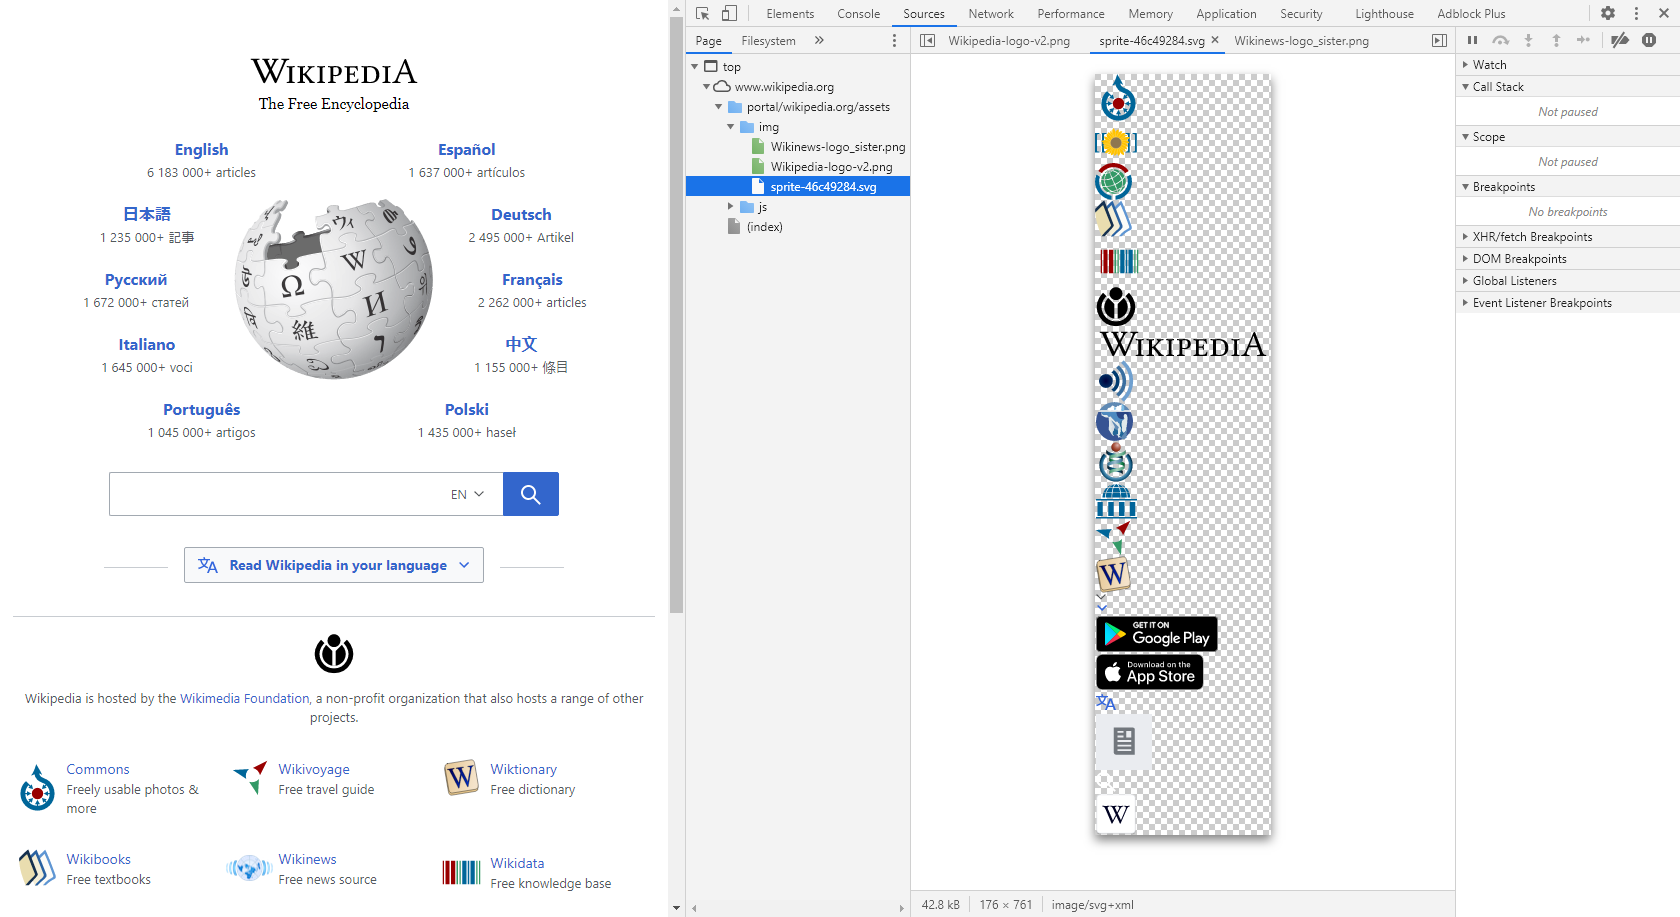 WIKIPEDIA
The Free Encyclopedia
English
6 183 000+ articles
Español
1 637 000+ artículos
日本語
1 235 000+ 記事
Deutsch
2 495 000+ Artikel
Русский
1 672 000+ статей
Français
2 262 000+ articles
Italiano
1 645 000+ voci
中文
1 155 000+ 條目
Português
1 045 000+ artigos
Polski
1 435 000+ haseł
Ω W И 維 7
EN
文A Read Wikipedia in your language
Wikipedia is hosted by the Wikimedia Foundation, a non-profit organization that also hosts a range of other
projects.
Commons
Freely usable photos &
more
Wikivoyage
Free travel guide
W
Wiktionary
Free dictionary
Wikibooks
Free textbooks
Wikinews
Free news source
Wikidata
Free knowledge base
Elements Console Sources Network Performance Memory Application Security Lighthouse Adblock Plus
Page Filesystem »
top
www.wikipedia.org
portal/wikipedia.org/assets
img
Wikinews-logo_sister.png
Wikipedia-logo-v2.png
sprite-46c49284.svg
js
(index)
Wikipedia-logo-v2.png sprite-46c49284.svg × Wikinews-logo_sister.png
WIKIPEDIA
W
GET IT ON
Google Play
Download on the
App Store
文A
W
42.8 kB 176 × 761 image/svg+xml
Watch
Call Stack
Not paused
Scope
Not paused
Breakpoints
No breakpoints
XHR/fetch Breakpoints
DOM Breakpoints
Global Listeners
Event Listener Breakpoints